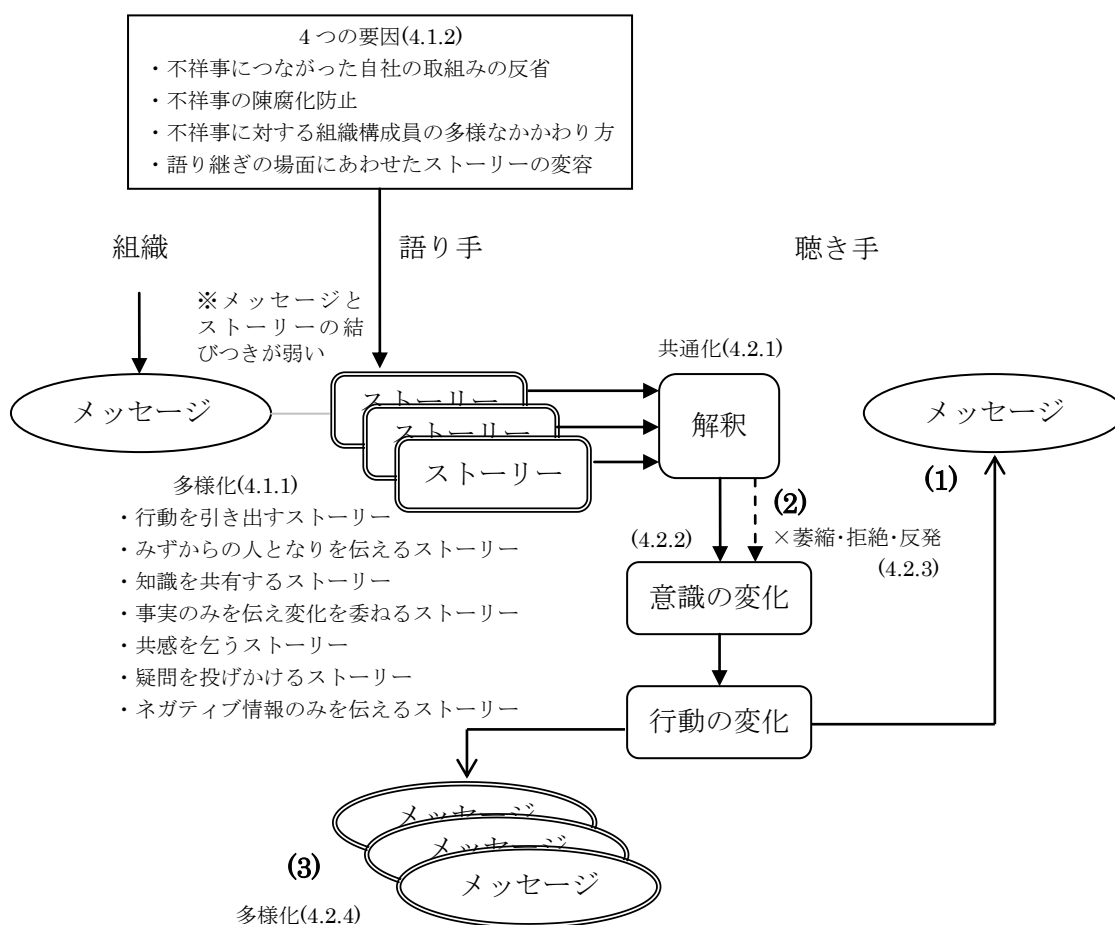 4つの要因(4.1.2)
・不祥事につながった自社の取組みの反省
・不祥事の陳腐化防止
・不祥事に対する組織構成員の多様なかかわり方
・語り継ぎの場面にあわせたストーリーの変容
組織
語り手
聴き手
※メッセージと
ストーリーの結
びつきが弱い
共通化(4.2.1)
メッセージ
ストーリー
ストーリー
ストーリー
解釈
メッセージ
(1)
多様化(4.1.1)
・行動を引き出すストーリー
・みずからの人となりを伝えるストーリー
・知識を共有するストーリー
・事実のみを伝え変化を委ねるストーリー
・共感を乞うストーリー
・疑問を投げかけるストーリー
・ネガティブ情報のみを伝えるストーリー
(2)
(4.2.2)
×萎縮･拒絶･反発
(4.2.3)
意識の変化
行動の変化
メッセージ
メッセージ
メッセージ
(3)
多様化(4.2.4)